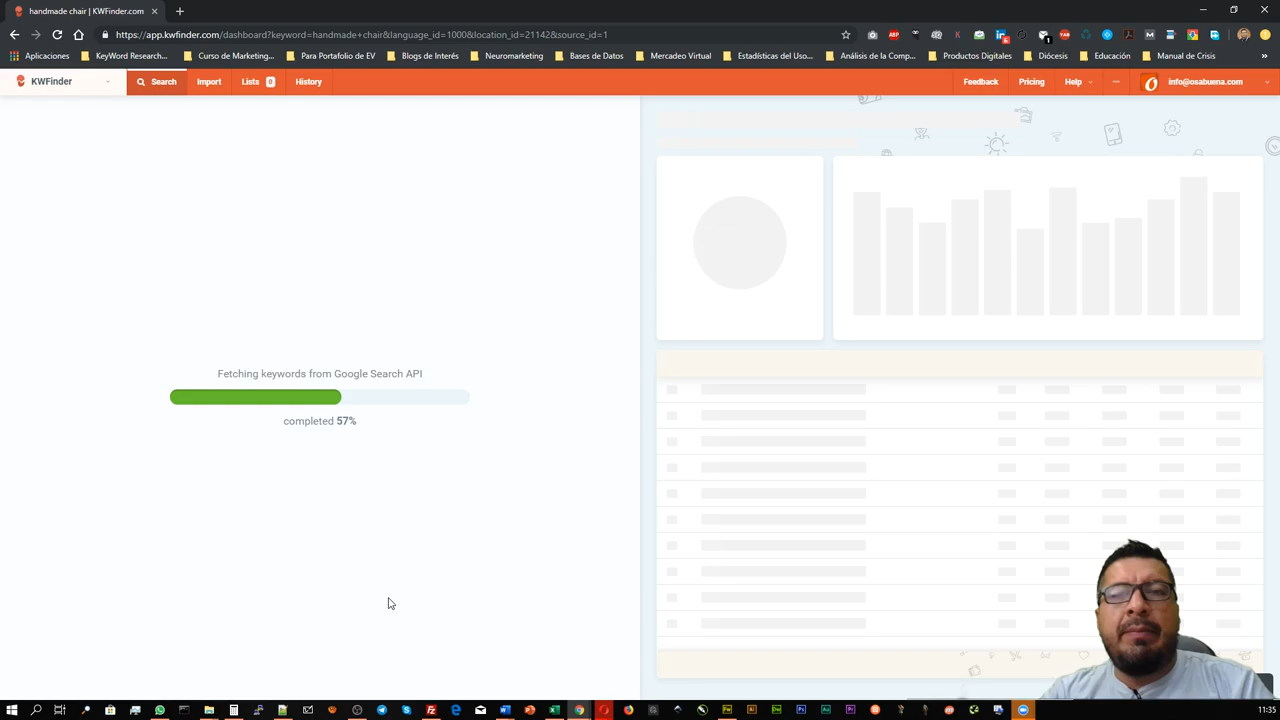 handmade chair | KWFinder.com
https://app.kwfinder.com/dashboard?keyword=handmade+chair&language_id=1000&location_id=21142&source_id=1
Aplicaciones KeyWord Research... Curso de Marketing... Para Portafolio de EV Blogs de Interés Neuromarketing Bases de Datos Mercadeo Virtual Estadísticas del Uso... Análisis de la Comp... Productos Digitales Diócesis Educación Manual de Crisis
KWFinder Search Import Lists 0 History Feedback Pricing Help info@osabuena.com
Fetching keywords from Google Search API
completed 57%
11:35